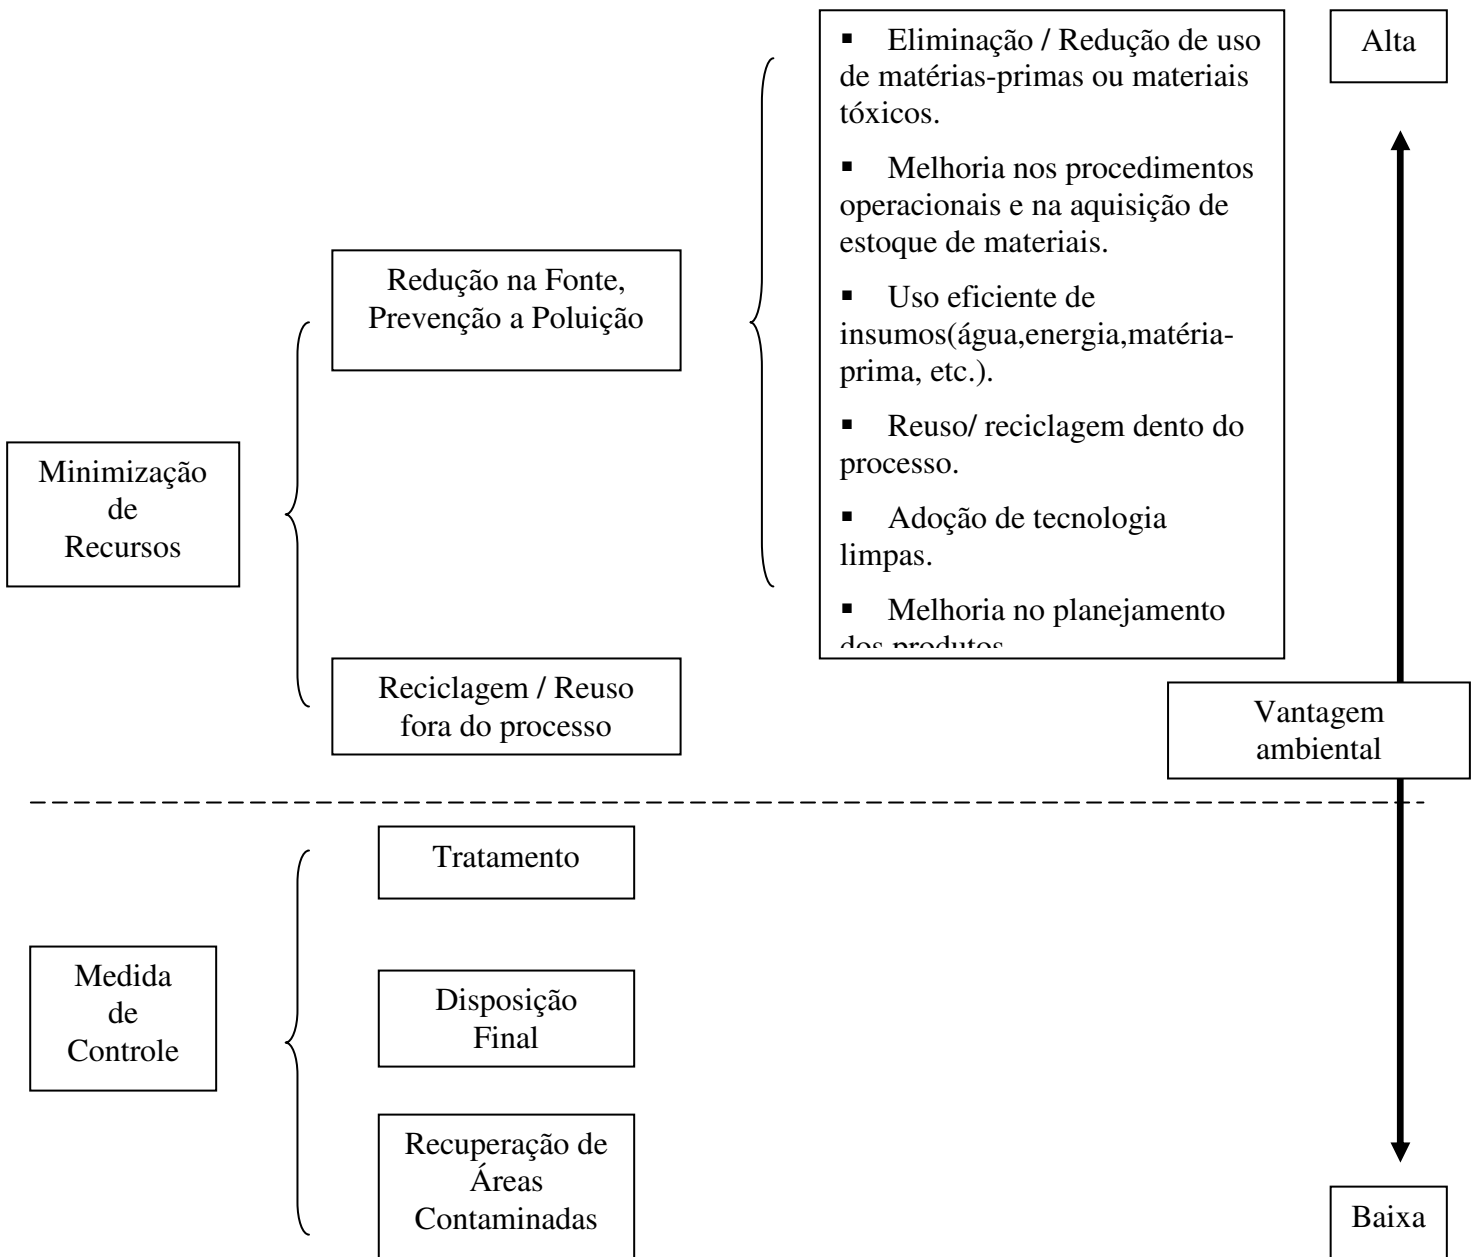 ▪ Eliminação / Redução de uso
de matérias-primas ou materiais
tóxicos.
▪ Melhoria nos procedimentos
operacionais e na aquisição de
estoque de materiais.
▪ Uso eficiente de
insumos(água,energia,matéria-
prima, etc.).
▪ Reuso/ reciclagem dento do
processo.
▪ Adoção de tecnologia
limpas.
▪ Melhoria no planejamento
dos produtos
Alta
Redução na Fonte,
Prevenção a Poluição
Minimização
de
Recursos
Reciclagem / Reuso
fora do processo
Vantagem
ambiental
Tratamento
Medida
de
Controle
Disposição
Final
Recuperação de
Áreas
Contaminadas
Baixa